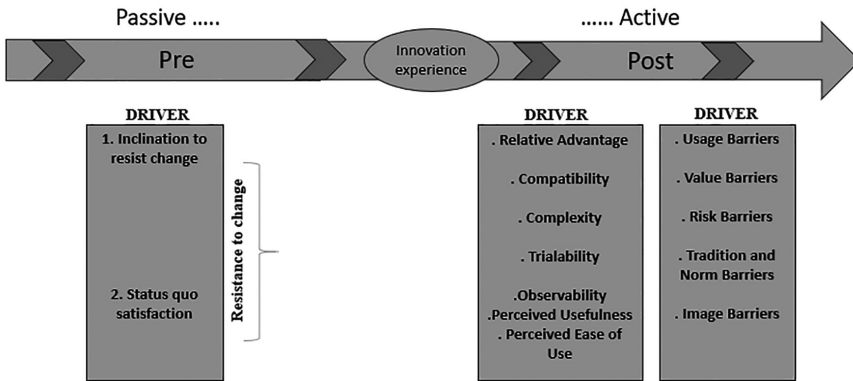 Passive .....
...... Active
Pre
Innovation
experience
Post
DRIVER
1. Inclination to
resist change
2. Status quo
satisfaction
Resistance to change
DRIVER
. Relative Advantage
. Compatibility
. Complexity
. Trialability
.Observability
.Perceived Usefulness
. Perceived Ease of
Use
DRIVER
. Usage Barriers
. Value Barriers
. Risk Barriers
. Tradition and
Norm Barriers
. Image Barriers